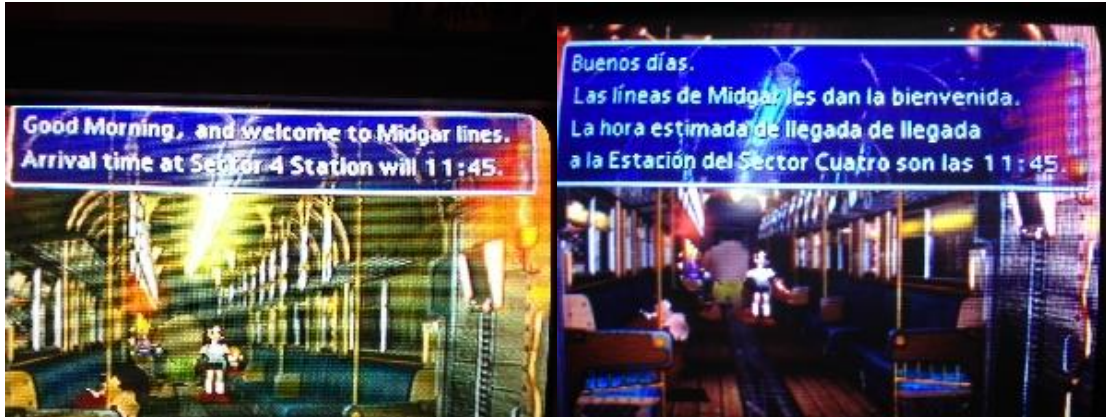 Good Morning, and welcome to Midgar lines.
Arrival time at Sector 4 Station will 11:45.
Buenos días.
Las líneas de Midgar les dan la bienvenida.
La hora estimada de llegada de llegada
a la Estación del Sector Cuatro son las 11:45.